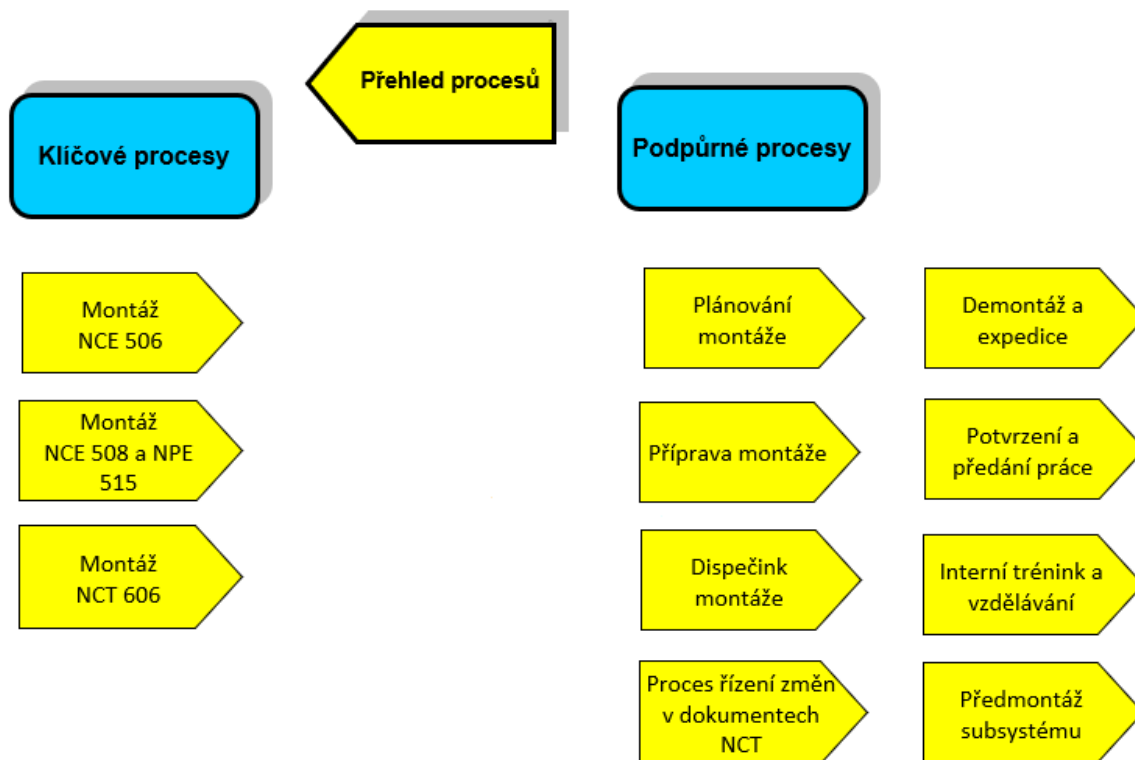 Přehled procesů
Klíčové procesy
Podpůrné procesy
Montáž
NCE 506
Montáž
NCE 508 a NPE
515
Montáž
NCT 606
Plánování
montáže
Demontáž a
expedice
Příprava montáže
Potvrzení a
předání práce
Dispečink
montáže
Interní trénink a
vzdělávání
Proces řízení změn
v dokumentech
NCT
Předmontáž
subsystému